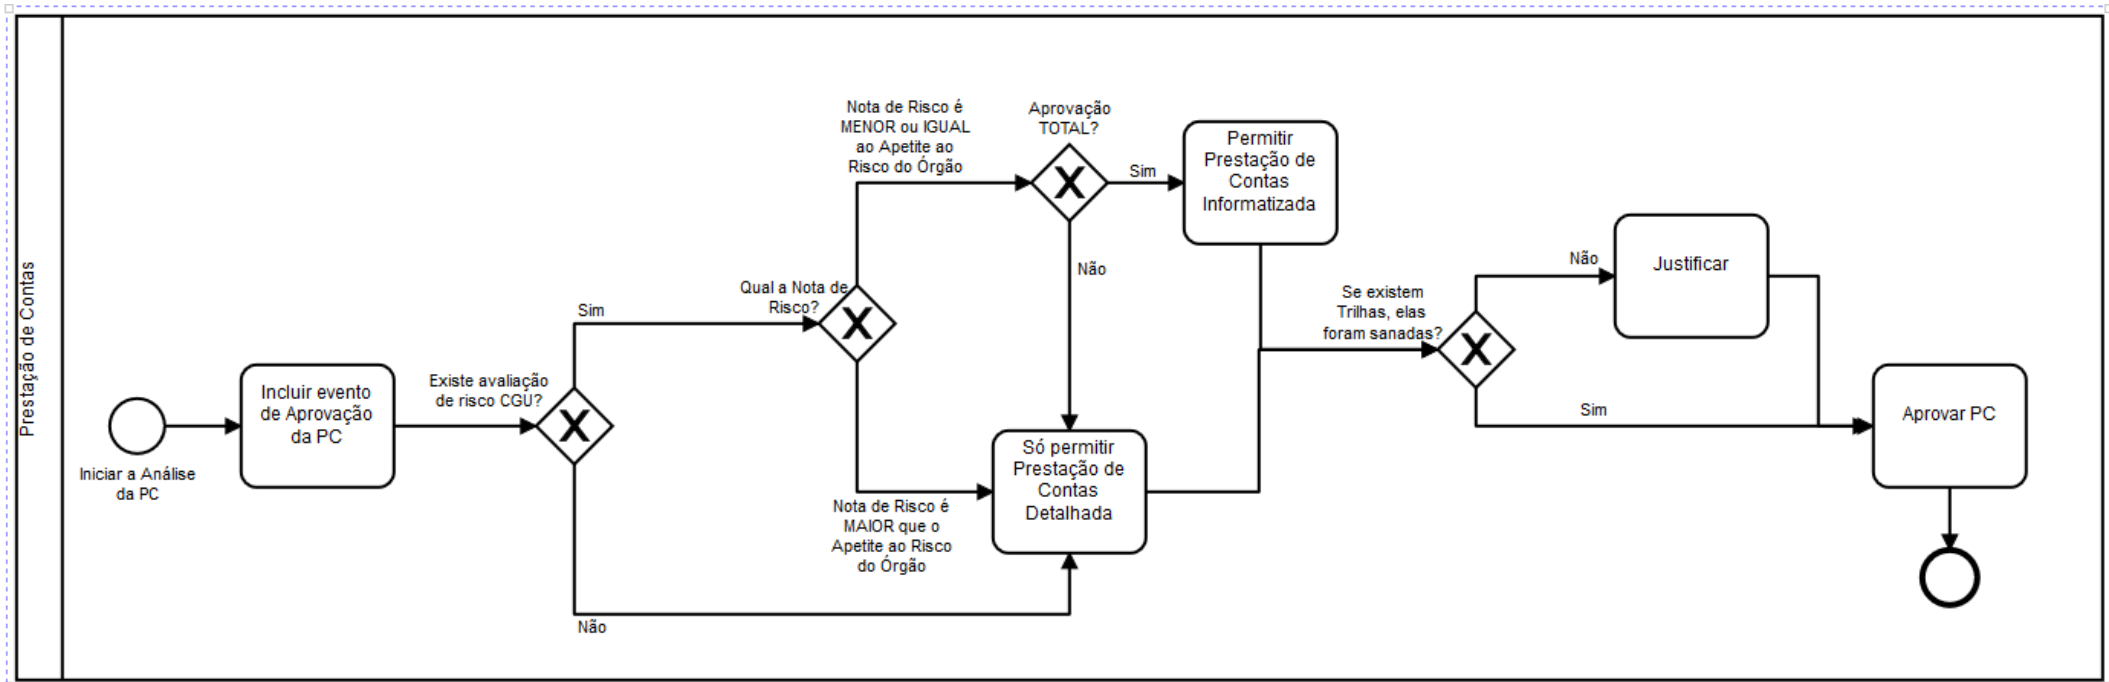 Prestação de Contas
Iniciar a Análise
da PC
Incluir evento
de Aprovação
da PC
Existe avaliação
de risco CGU?
Sim
Não
Qual a Nota de
Risco?
Nota de Risco é
MENOR ou IGUAL
ao Apetite ao
Risco do Órgão
Nota de Risco é
MAIOR que o
Apetite ao Risco
do Órgão
Aprovação
TOTAL?
Sim
Não
Permitir
Prestação de
Contas
Informatizada
Só permitir
Prestação de
Contas
Detalhada
Se existem
Trilhas, elas
foram sanadas?
Não
Sim
Justificar
Aprovar PC